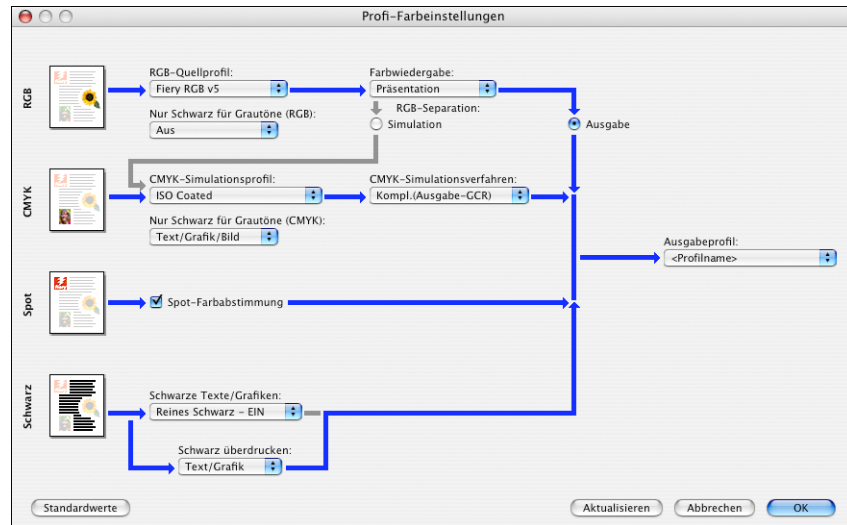 Profi-Farbeinstellungen
RGB
RGB-Quellprofil:
Fiery RGB v5
Farbwiedergabe:
Präsentation
Nur Schwarz für Grautöne (RGB):
Aus
RGB-Separation:
Simulation
Ausgabe
CMYK
CMYK-Simulationsprofil:
ISO Coated
CMYK-Simulationsverfahren:
Kompl.(Ausgabe-GCR)
Nur Schwarz für Grautöne (CMYK):
Text/Grafik/Bild
Ausgabeprofil:
<Profilname>
Spot
Spot-Farbabstimmung
Schwarz
Schwarze Texte/Grafiken:
Reines Schwarz - EIN
Schwarz überdrucken:
Text/Grafik
Standardwerte
Aktualisieren
Abbrechen
OK